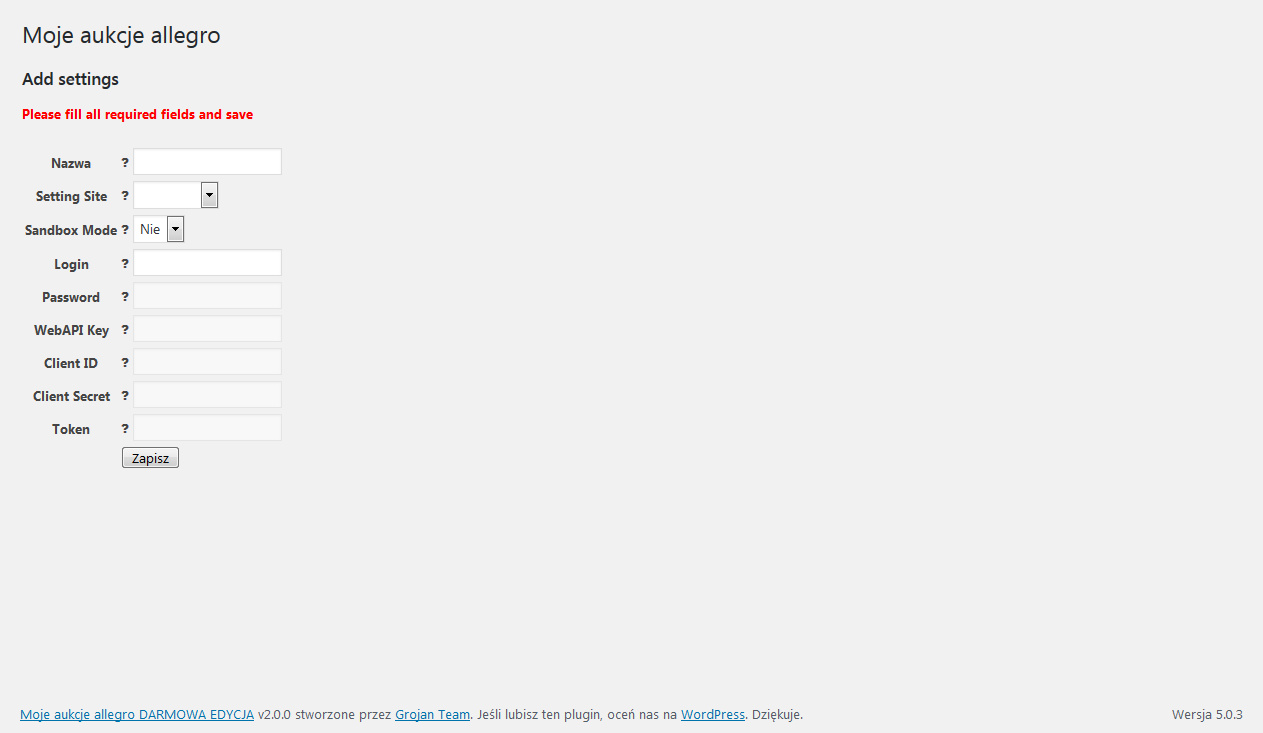 Moje aukcje allegro
Add settings
Please fill all required fields and save
Nazwa ?
Setting Site ?
Sandbox Mode ? Nie
Login ?
Password ?
WebAPI Key ?
Client ID ?
Client Secret ?
Token ?
Zapisz
Moje aukcje allegro DARMOWA EDYCJA v2.0.0 stworzone przez Grojan Team. Jeśli lubisz ten plugin, oceń nas na WordPress. Dziękuje. Wersja 5.0.3